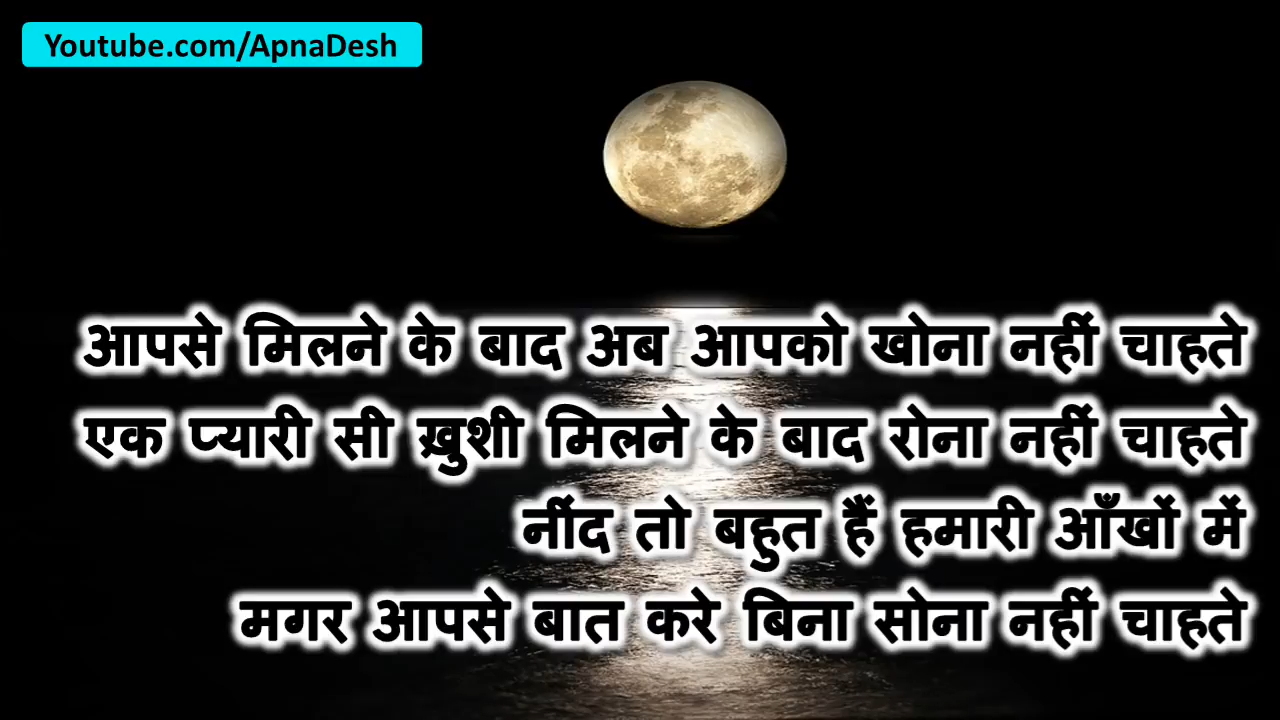 Youtube.com/ApnaDesh
आपसे मिलने के बाद अब आपको खोना नहीं चाहते
एक प्यारी सी ख़ुशी मिलने के बाद रोना नहीं चाहते
नींद तो बहुत हैं हमारी आँखों में
मगर आपसे बात करे बिना सोना नहीं चाहते